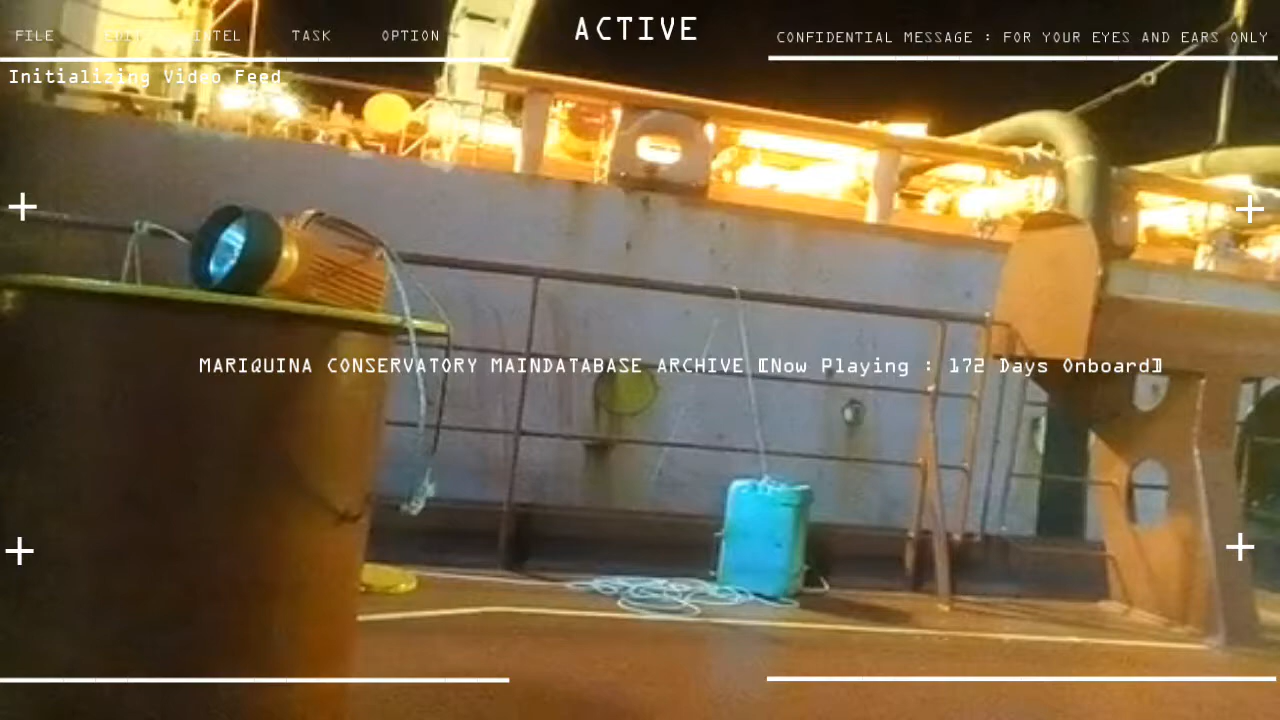 ACTIVE
FILE INTEL TASK OPTION
CONFIDENTIAL MESSAGE : FOR YOUR EYES AND EARS ONLY
Initializing Video Feed
MARIQUINA CONSERVATORY MAINDATABASE ARCHIVE 〖Now Playing : 172 Days Onboard〗